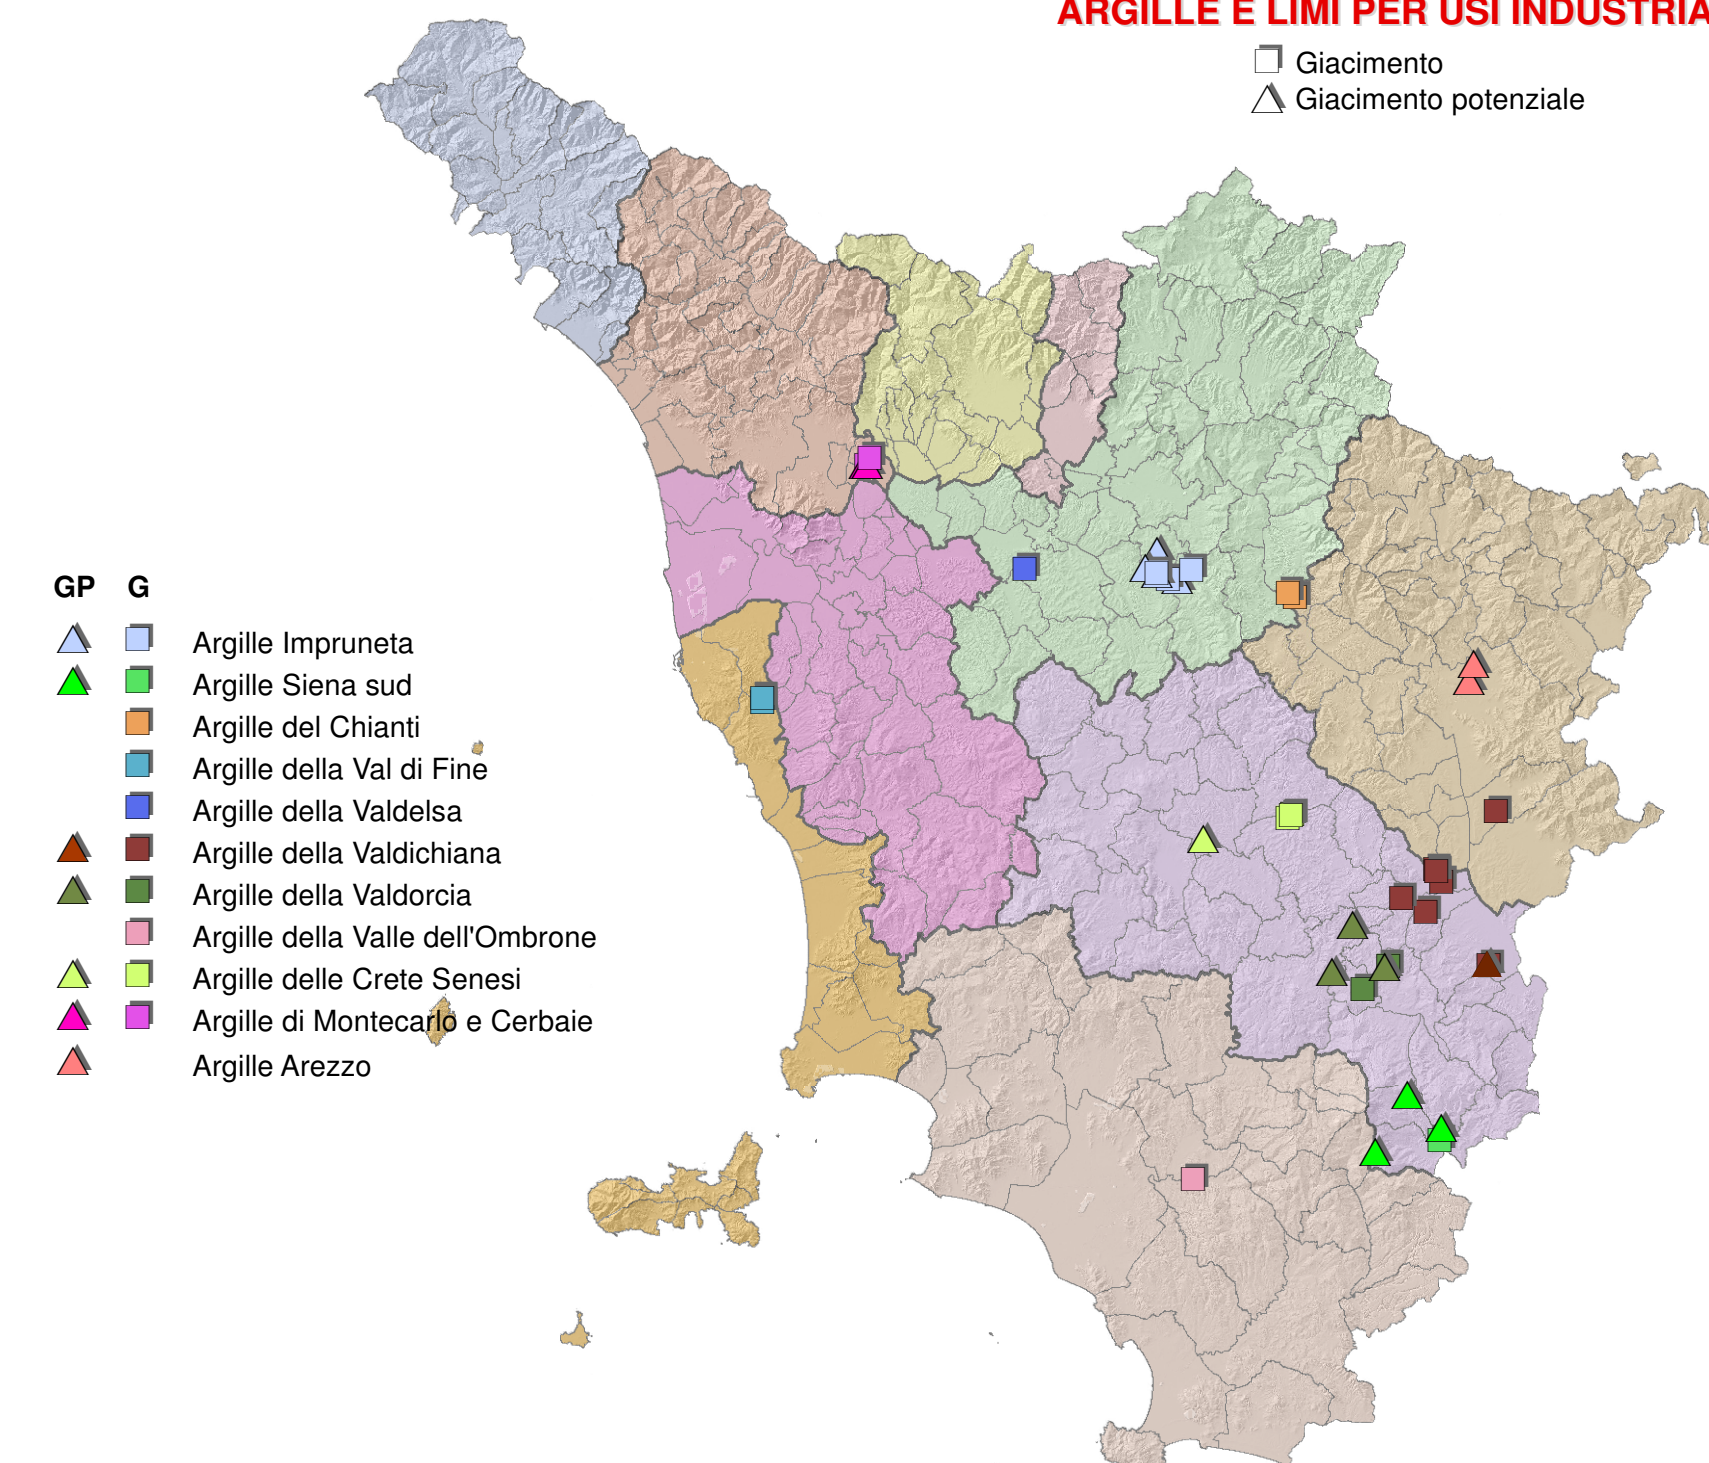 ARGILLE E LIMI PER USI INDUSTRIA
Giacimento
Giacimento potenziale
GP G
Argille Impruneta
Argille Siena sud
Argille del Chianti
Argille della Val di Fine
Argille della Valdelsa
Argille della Valdichiana
Argille della Valdorcia
Argille della Valle dell'Ombrone
Argille delle Crete Senesi
Argille di Montecarlo e Cerbaie
Argille Arezzo